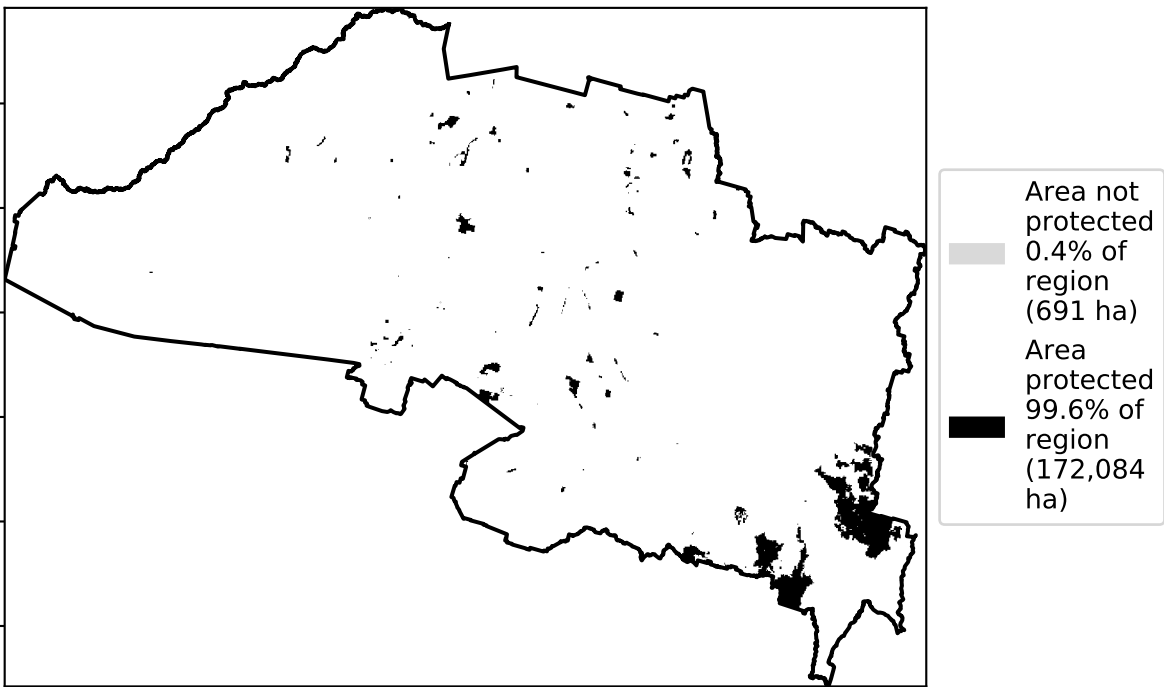 Area not
protected
0.4% of
region
(691 ha)
Area
protected
99.6% of
region
(172,084
ha)